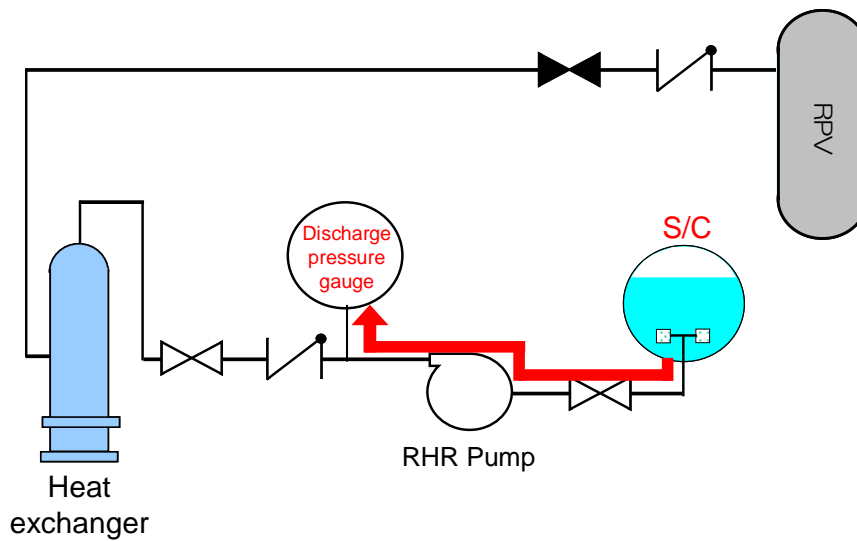 RPV
S/C
Discharge
pressure
gauge
RHR Pump
Heat
exchanger